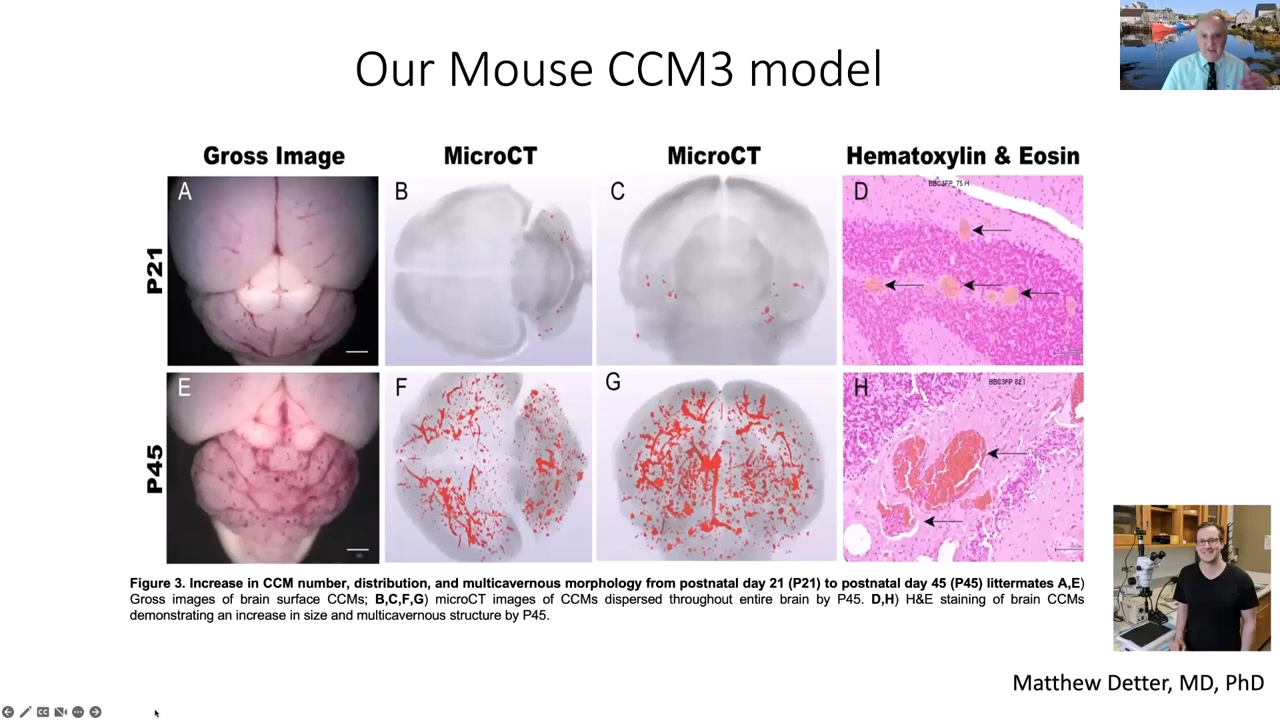 Our Mouse CCM3 model
Gross Image
MicroCT
MicroCT
Hematoxylin & Eosin
P21
A
B
C
D
BBC3FP_75 H
P45
E
F
G
H
BBC3FP 82 I
Figure 3. Increase in CCM number, distribution, and multicavernous morphology from postnatal day 21 (P21) to postnatal day 45 (P45) littermates A,E)
Gross images of brain surface CCMs; B,C,F,G) microCT images of CCMs dispersed throughout entire brain by P45. D,H) H&E staining of brain CCMs
demonstrating an increase in size and multicavernous structure by P45.
Matthew Detter, MD, PhD